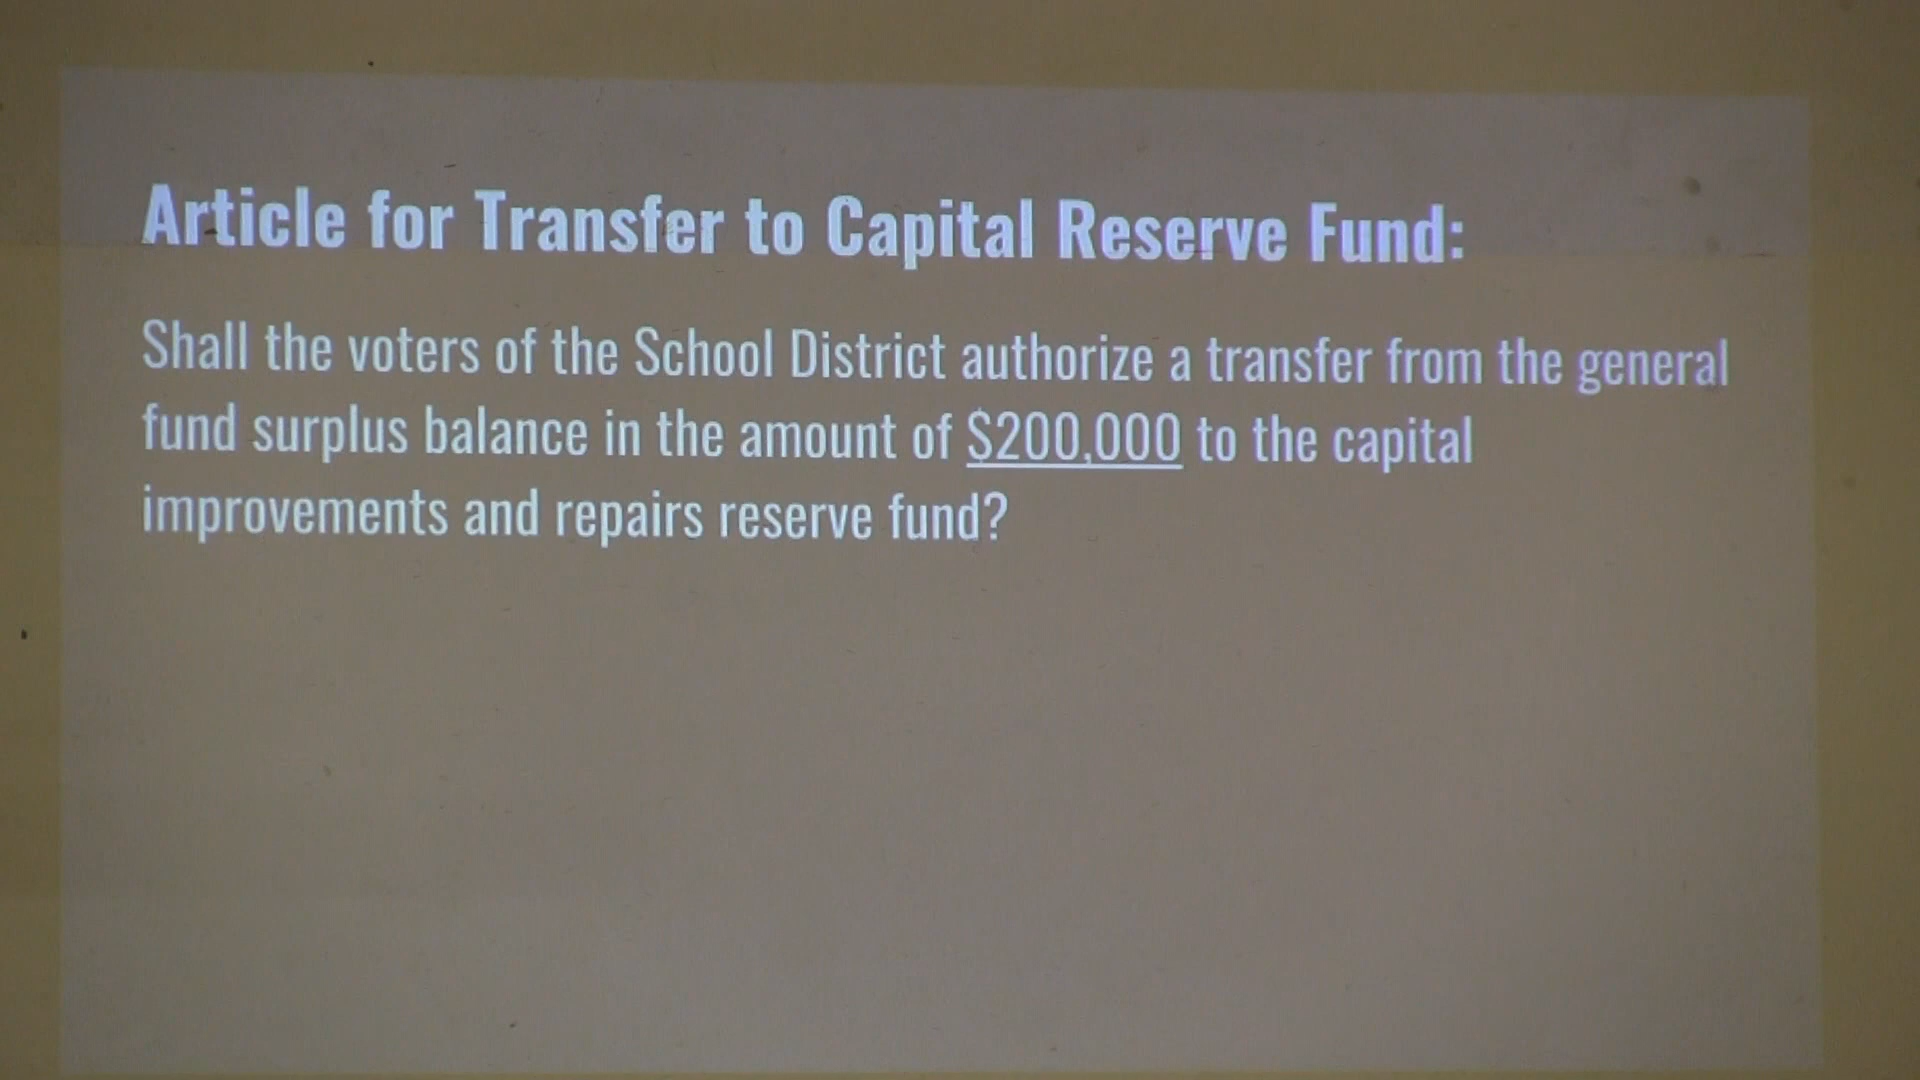 Article for Transfer to Capital Reserve Fund:
Shall the voters of the School District authorize a transfer from the general
fund surplus balance in the amount of $200,000 to the capital
improvements and repairs reserve fund?